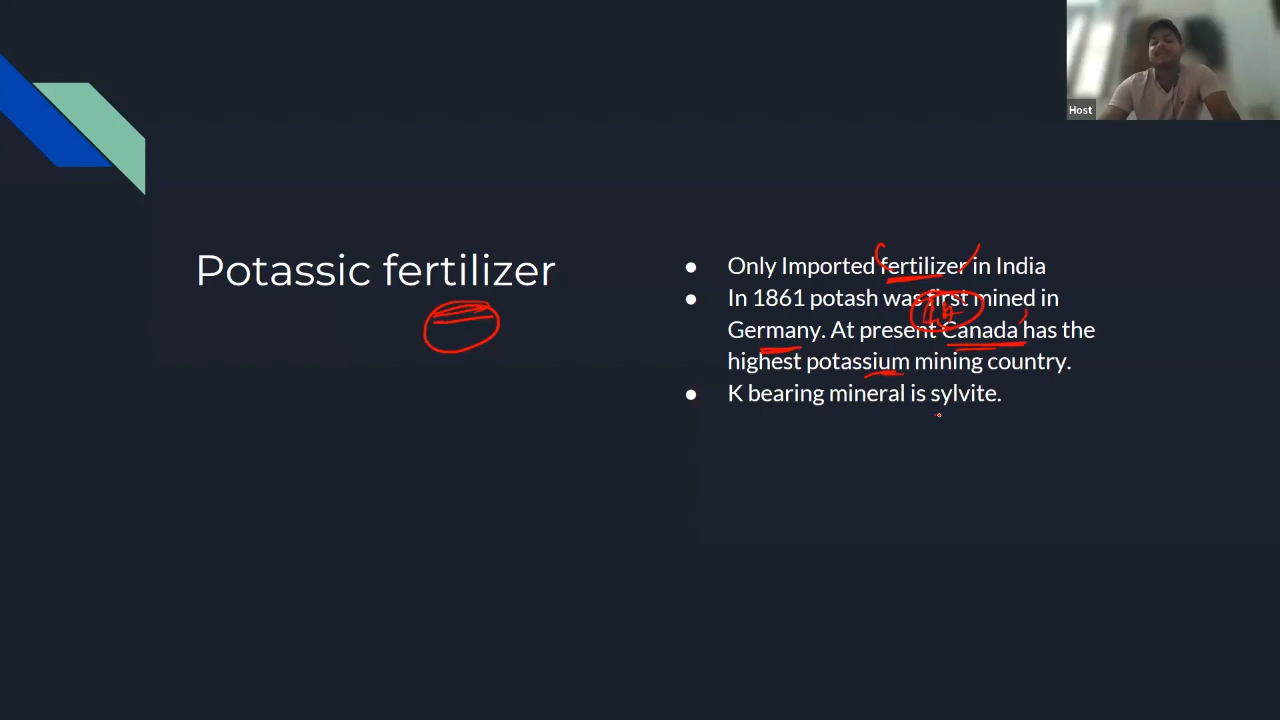 Host
Potassic fertilizer
● Only Imported fertilizer in India
● In 1861 potash was first mined in
Germany. At present Canada has the
highest potassium mining country.
● K bearing mineral is sylvite.